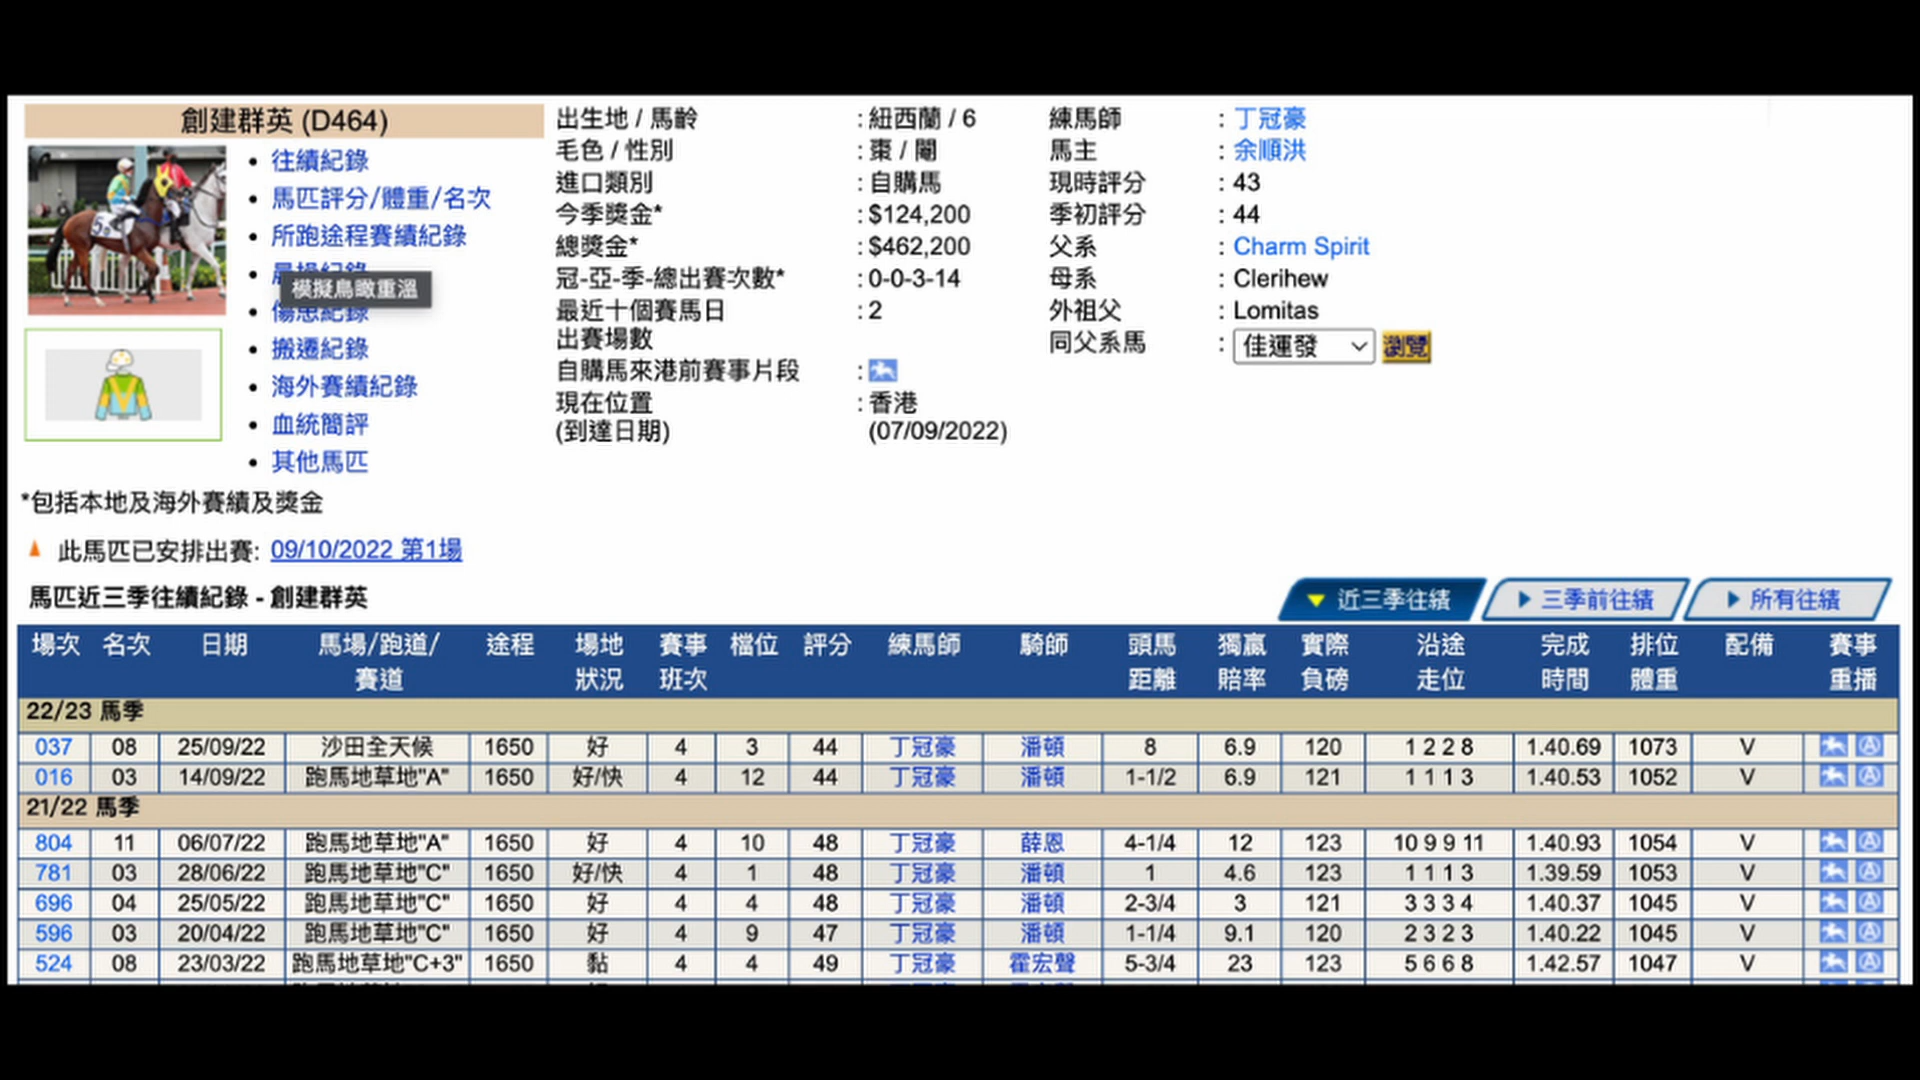 創建群英 (D464)
往績紀錄
馬匹評分/體重/名次
所跑途程賽績紀錄
模擬鳥瞰重溫
搬遷紀錄
海外賽績紀錄
血統簡評
其他馬匹
出生地 / 馬齡 : 紐西蘭 / 6
毛色 / 性別 : 棗 / 閹
進口類別 : 自購馬
今季獎金* : $124,200
總獎金* : $462,200
冠-亞-季-總出賽次數* : 0-0-3-14
最近十個賽馬日 : 2
出賽場數
自購馬來港前賽事片段 :
現在位置 : 香港
(到達日期) (07/09/2022)
練馬師 : 丁冠豪
馬主 : 余順洪
現時評分 : 43
季初評分 : 44
父系 : Charm Spirit
母系 : Clerihew
外祖父 : Lomitas
同父系馬 : 佳運發 瀏覽
*包括本地及海外賽績及獎金
此馬匹已安排出賽: 09/10/2022 第1場
馬匹近三季往績紀錄 - 創建群英
近三季往績 三季前往績 所有往績
場次 名次 日期 馬場/跑道/ 途程 場地 賽事 檔位 評分 練馬師 騎師 頭馬 獨贏 實際 沿途 完成 排位 配備 賽事
賽道 狀況 班次 距離 賠率 負磅 走位 時間 體重 重播
22/23 馬季
037 08 25/09/22 沙田全天候 1650 好 4 3 44 丁冠豪 潘頓 8 6.9 120 1 2 2 8 1.40.69 1073 V
016 03 14/09/22 跑馬地草地"A" 1650 好/快 4 12 44 丁冠豪 潘頓 1-1/2 6.9 121 1 1 1 3 1.40.53 1052 V
21/22 馬季
804 11 06/07/22 跑馬地草地"A" 1650 好 4 10 48 丁冠豪 薛恩 4-1/4 12 123 10 9 9 11 1.40.93 1054 V
781 03 28/06/22 跑馬地草地"C" 1650 好/快 4 1 48 丁冠豪 潘頓 1 4.6 123 1 1 1 3 1.39.59 1053 V
696 04 25/05/22 跑馬地草地"C" 1650 好 4 4 48 丁冠豪 潘頓 2-3/4 3 121 3 3 3 4 1.40.37 1045 V
596 03 20/04/22 跑馬地草地"C" 1650 好 4 9 47 丁冠豪 潘頓 1-1/4 9.1 120 2 3 2 3 1.40.22 1045 V
524 08 23/03/22 跑馬地草地"C+3" 1650 黏 4 4 49 丁冠豪 霍宏聲 5-3/4 23 123 5 6 6 8 1.42.57 1047 V